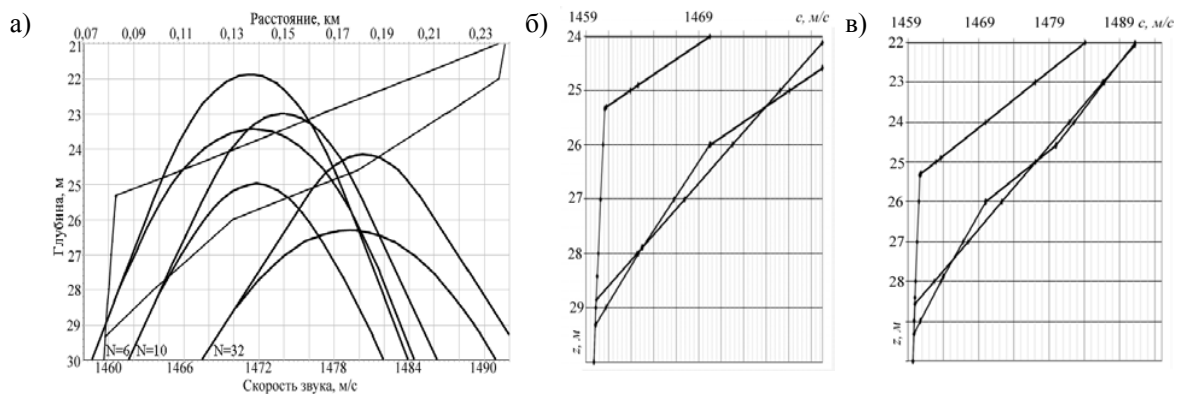 а)
Расстояние, км
0,07 0,09 0,11 0,13 0,15 0,18 0,19 0,21 0,23
21
22
23
24
25
26
27
28
29
30
Глубина, м
N=6 N=10 N=32
1460 1466 1472 1478 1484 1490
Скорость звука, м/с
б)
1459 1469 c, м/с
24
25
26
27
28
29
z, м
в)
1459 1469 1479 1489 c, м/с
22
23
24
25
26
27
28
z, м